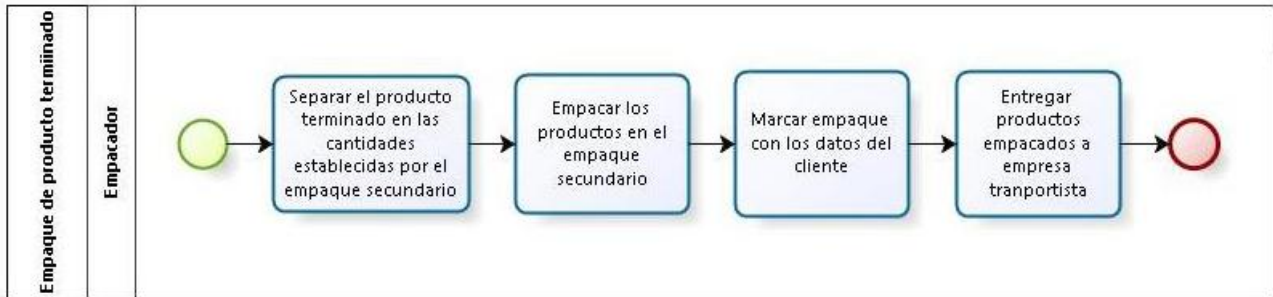 Empaque de producto termiinado
Empacador
Separar el producto
terminado en las
cantidades
establecidas por el
empaque secundario
Empacar los
productos en el
empaque
secundario
Marcar empaque
con los datos del
cliente
Entregar
productos
empacados a
empresa
tranportista